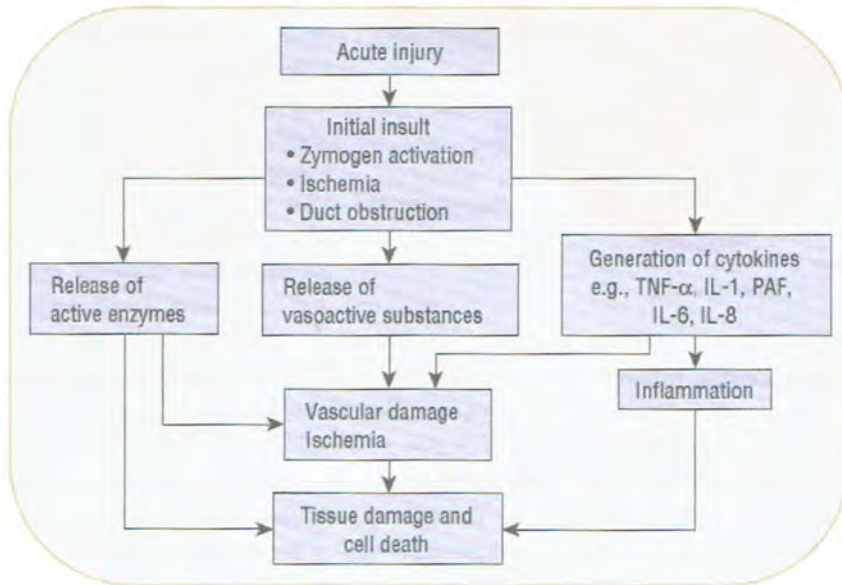 Acute injury
Initial insult
• Zymogen activation
• Ischemia
• Duct obstruction
Release of
active enzymes
Release of
vasoactive substances
Generation of cytokines
e.g., TNF-α, IL-1, PAF,
IL-6, IL-8
Inflammation
Vascular damage
Ischemia
Tissue damage and
cell death